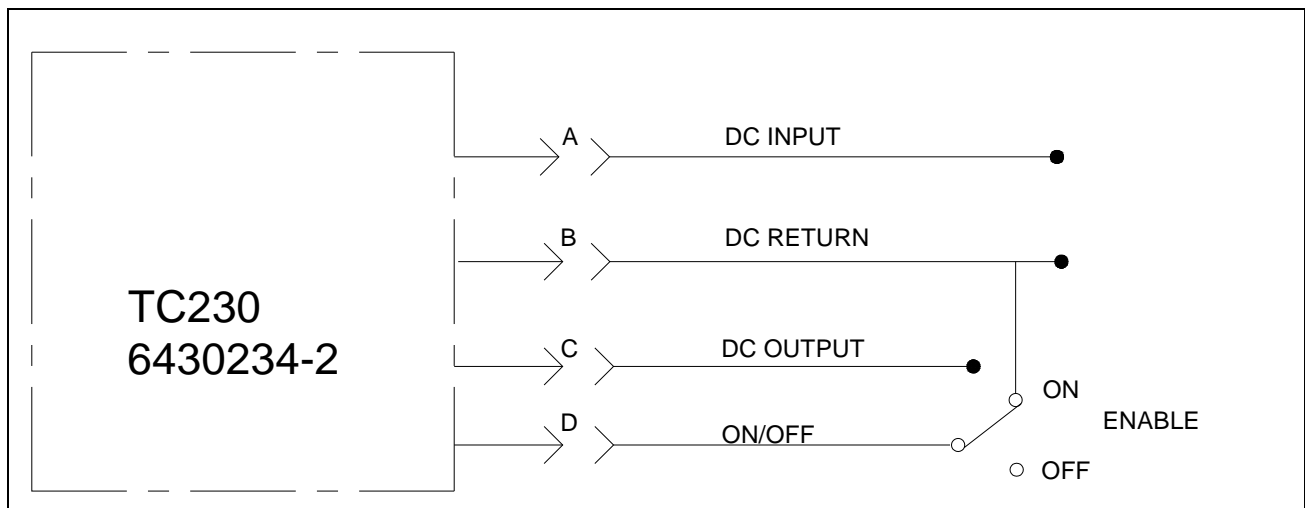 A
DC INPUT
B
DC RETURN
TC230
6430234-2
C
DC OUTPUT
ON
ENABLE
D
ON/OFF
OFF